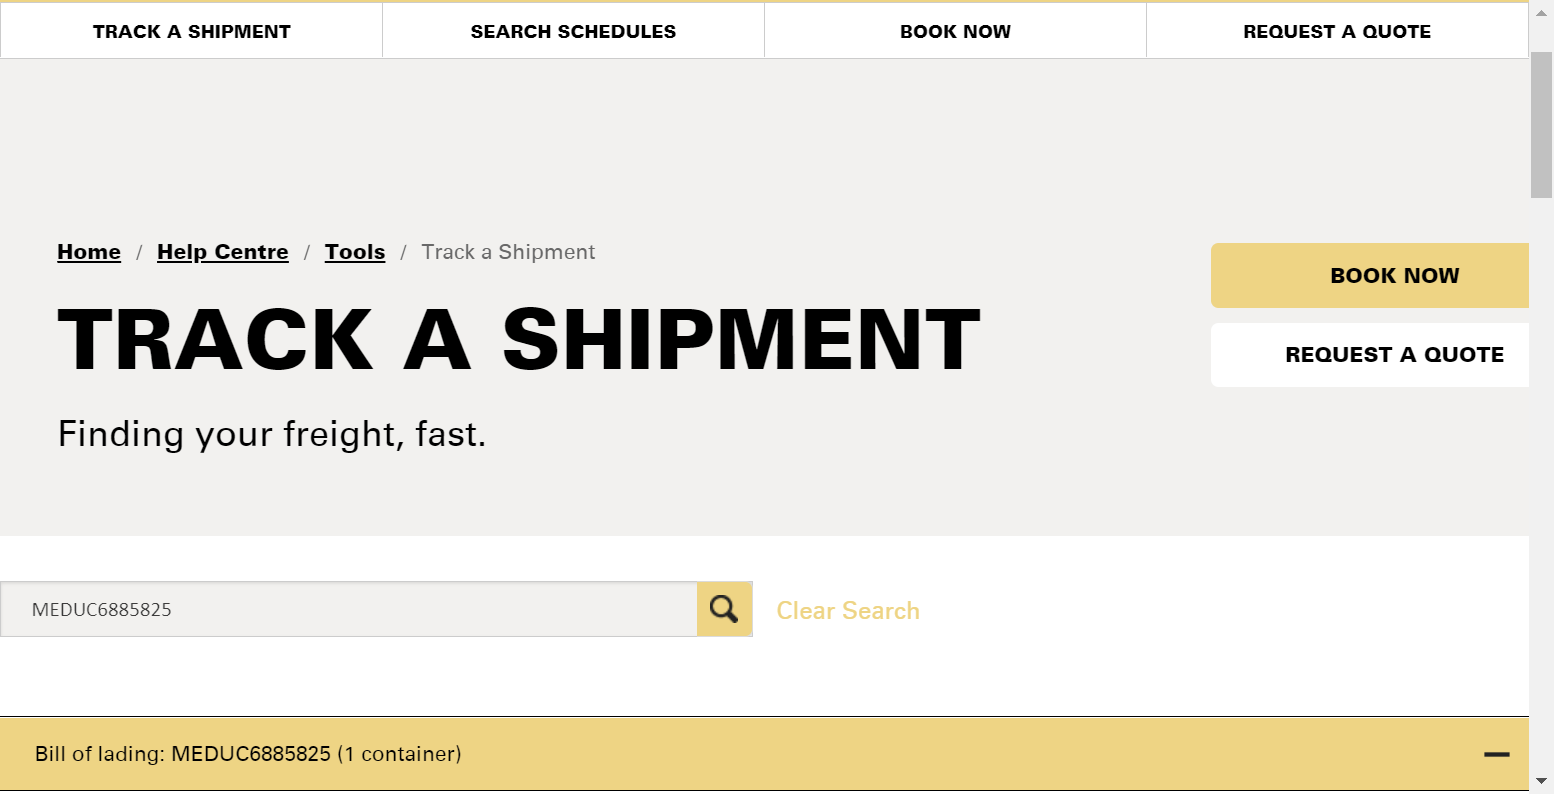 TRACK A SHIPMENT
SEARCH SCHEDULES
BOOK NOW
REQUEST A QUOTE
Home / Help Centre / Tools / Track a Shipment
TRACK A SHIPMENT
Finding your freight, fast.
BOOK NOW
REQUEST A QUOTE
MEDUC6885825
Clear Search
Bill of lading: MEDUC6885825 (1 container)